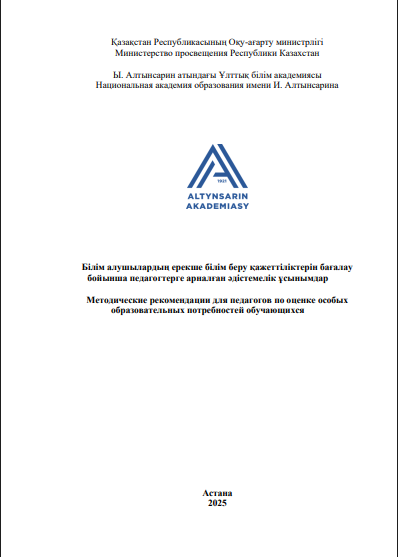 Қазақстан Республикасының Оқу-ағарту министрлігі
Министерство просвещения Республики Казахстан
Ы. Алтынсарин атындағы Ұлттық білім академиясы
Национальная академия образования имени И. Алтынсарина
1921
ALTYNSARIN
AKADEMIASY
Білім алушылардың ерекше білім беру қажеттіліктерін бағалау
бойынша педагогтерге арналған әдістемелік ұсынымдар
Методические рекомендации для педагогов по оценке особых
образовательных потребностей обучающихся
Астана
2025